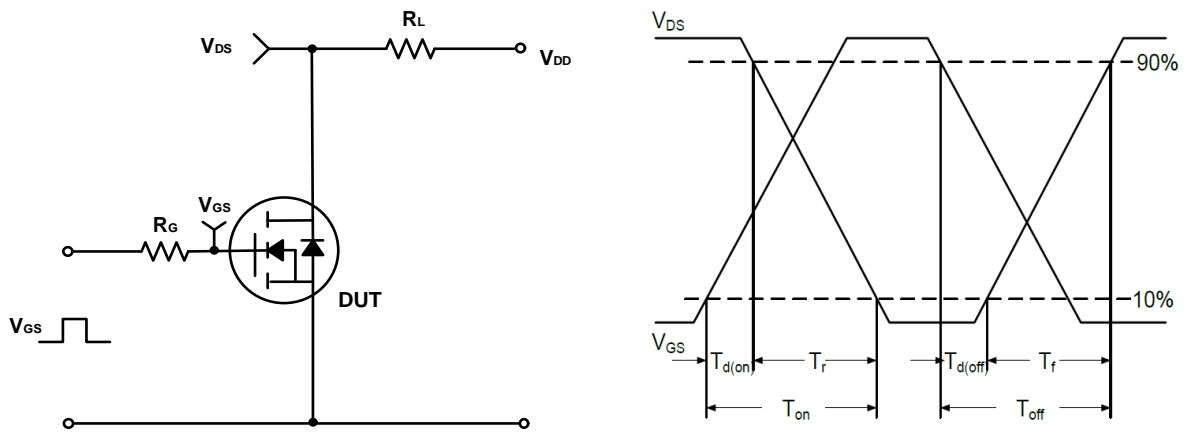 RL
VDS
VDD
VGS
RG
DUT
VGS
VDS
90%
10%
VGS
Td(on)
Tr
Td(off)
Tf
Ton
Toff